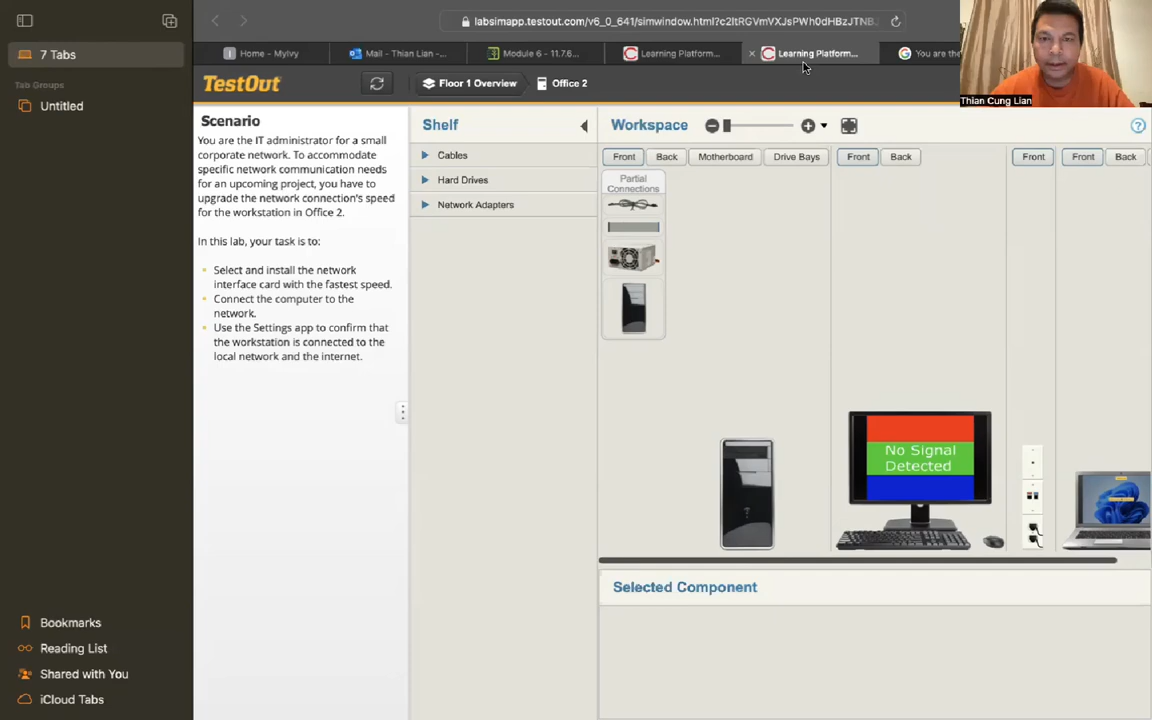 7 Tabs
Tab Groups
Untitled
Bookmarks
Reading List
Shared with You
iCloud Tabs
labsimapp.testout.com/v6_0_641/simwindow.html?
Home - MyIvy
Mail - Thian Lian -...
Module 6 - 11.7.6...
Learning Platform...
Learning Platform...
You are the
Thian Cung Lian
TestOut
Floor 1 Overview
Office 2
Scenario
You are the IT administrator for a small
corporate network. To accommodate
specific network communication needs
for an upcoming project, you have to
upgrade the network connection's speed
for the workstation in Office 2.
In this lab, your task is to:
• Select and install the network
interface card with the fastest speed.
• Connect the computer to the
network.
• Use the Settings app to confirm that
the workstation is connected to the
local network and the internet.
Shelf
Cables
Hard Drives
Network Adapters
Workspace
?
Front
Back
Motherboard
Drive Bays
Front
Back
Front
Front
Back
Partial
Connections
No Signal
Detected
Selected Component